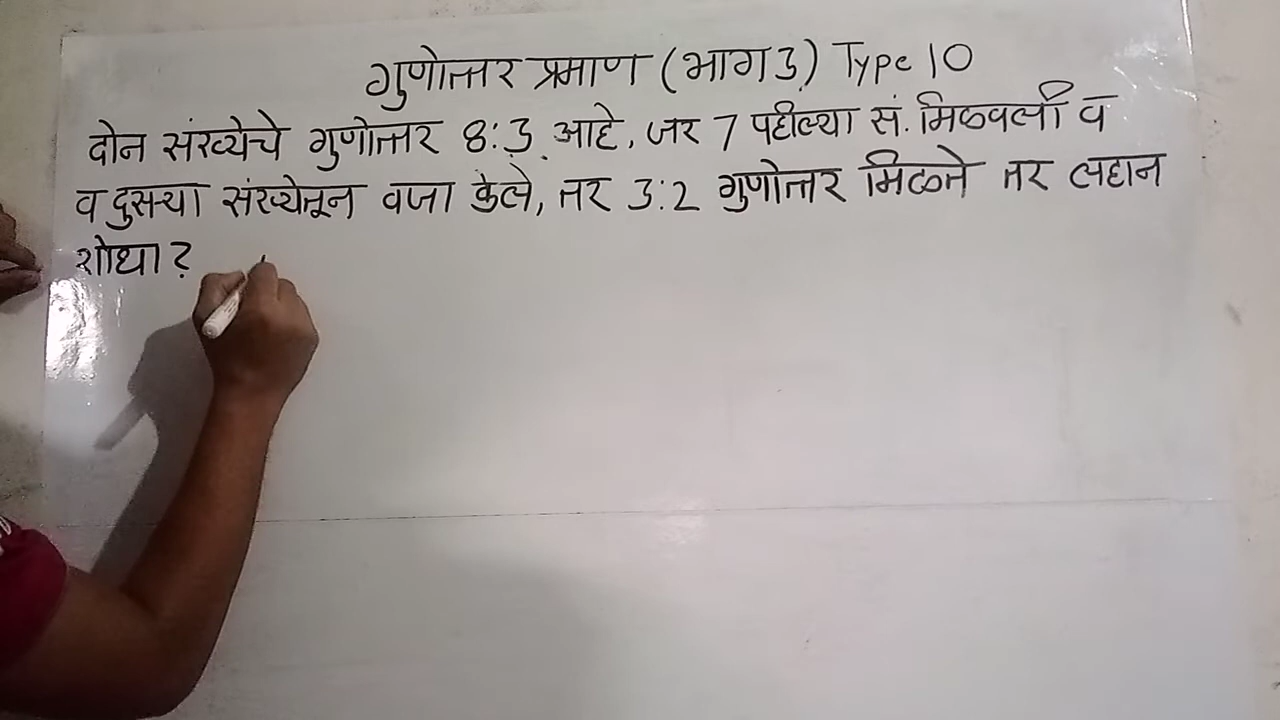 गुणोत्तर प्रमाण (भाग 3) Type 10
दोन संख्येचे गुणोत्तर 8:3 आहे, जर 7 पहील्या सं. मिळवली व
व दुसऱ्या संख्येतून वजा केले, तर 3:2 गुणोत्तर मिळते तर लहान
शोधा?